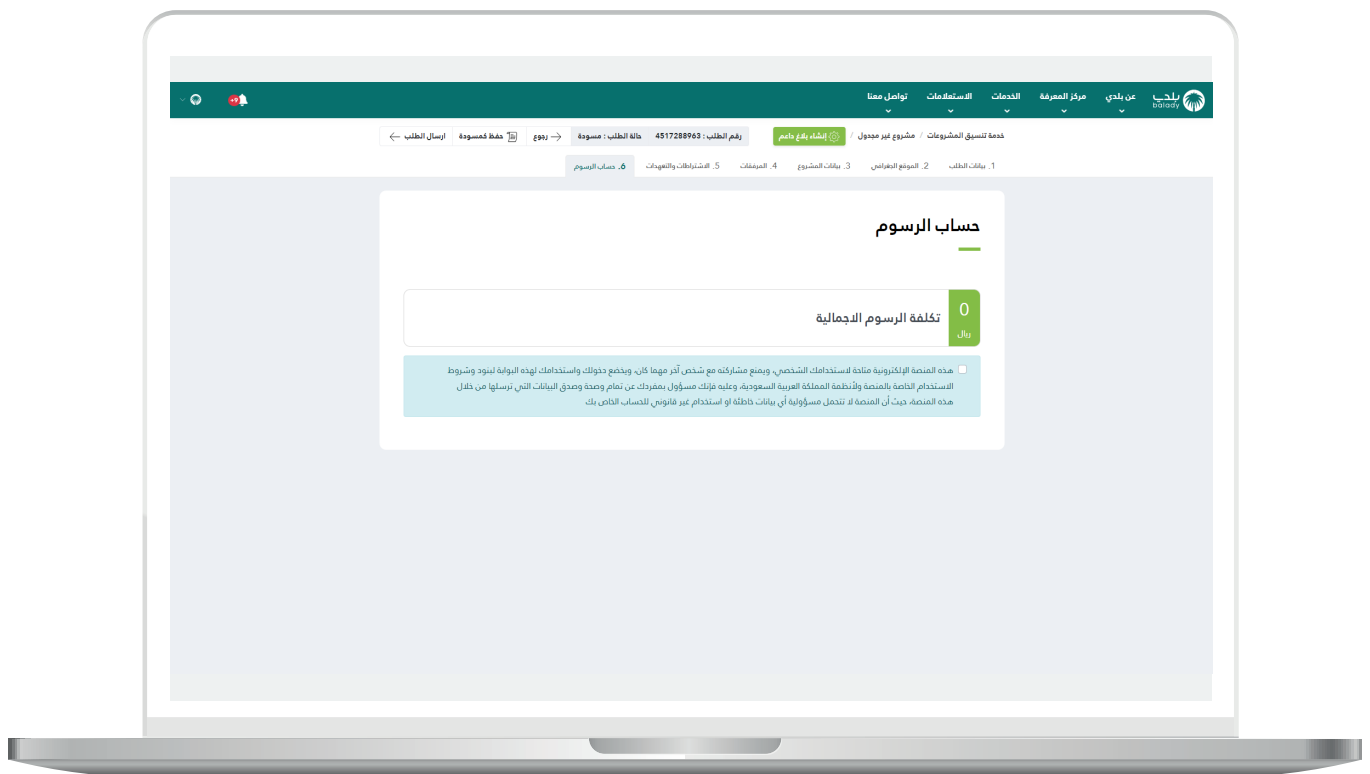 بلدي
balady
عن بلدي
مركز المعرفة
الخدمات
الاستعلامات
تواصل معنا
+9
خدمة تنسيق المشروعات / مشروع غير مجدول / إنشاء بلاغ داعم
رقم الطلب : 4517288963
حالة الطلب : مسودة
رجوع
حفظ كمسودة
ارسال الطلب
1. بيانات الطلب
2. الموقع الجغرافي
3. بيانات المشروع
4. المرفقات
5. الاشتراطات والتعهدات
6. حساب الرسوم
حساب الرسوم
0
ريال
تكلفة الرسوم الاجمالية
هذه المنصة الإلكترونية متاحة لاستخدامك الشخصي، ويمنع مشاركته مع شخص آخر مهما كان، ويخضع دخولك واستخدامك لهذه البوابة لبنود وشروط
الاستخدام الخاصة بالمنصة ولأنظمة المملكة العربية السعودية، وعليه فإنك مسؤول بمفردك عن تمام وصحة وصدق البيانات التي ترسلها من خلال
هذه المنصة، حيث أن المنصة لا تتحمل مسؤولية أي بيانات خاطئة او استخدام غير قانوني للحساب الخاص بك